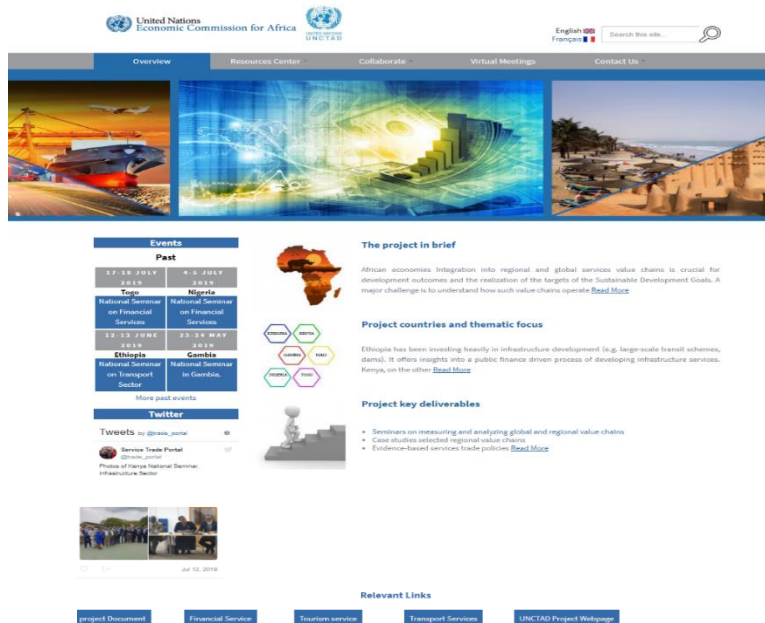 United Nations
Economic Commission for Africa
UNITED NATIONS
UNCTAD
English
Français
Search this site...
Overview
Resources Center
Collaborate
Virtual Meetings
Contact Us
Events
Past
17-18 JULY 2019
Togo
National Seminar on Financial Services
4-5 JULY 2019
Nigeria
National Seminar on Financial Services
12-13 JUNE 2019
Ethiopia
National Seminar on Transport Sector
23-24 MAY 2019
Gambia
National Seminar in Gambia.
More past events
Twitter
Tweets by @trade_portal
Service Trade Portal
@trade_portal
Photos of Kenya National Seminar,
Infrastructure Sector
Jul 12, 2019
The project in brief
African economies Integration into regional and global services value chains is crucial for
development outcomes and the realization of the targets of the Sustainable Development Goals. A
major challenge is to understand how such value chains operate Read More
ETHIOPIA
KENYA
GAMBIA
MALI
NIGERIA
TOGO
Project countries and thematic focus
Ethiopia has been investing heavily in infrastructure development (e.g. large-scale transit schemes,
dams). It offers insights into a public finance driven process of developing infrastructure services.
Kenya, on the other Read More
Project key deliverables
Seminars on measuring and analyzing global and regional value chains
Case studies selected regional value chains
Evidence-based services trade policies Read More
Relevant Links
project Document
Financial Service
Tourism service
Transport Services
UNCTAD Project Webpage